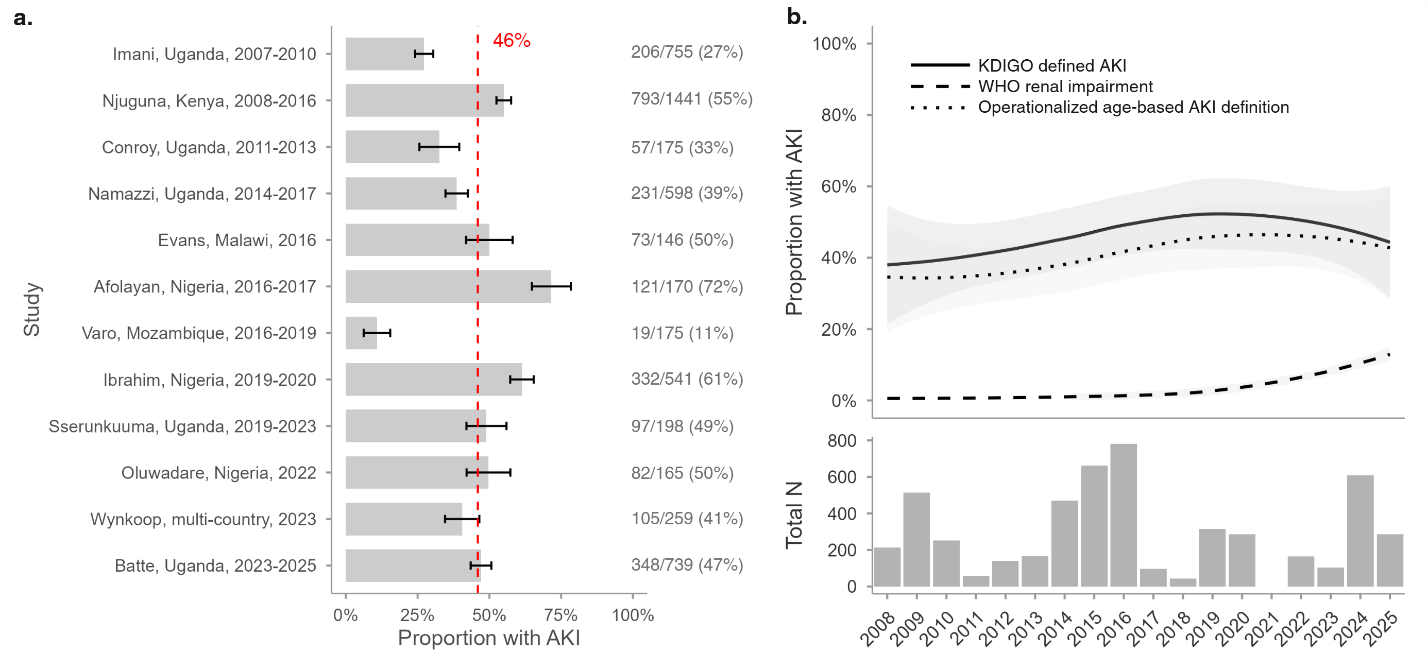 a.
46%
Imani, Uganda, 2007-2010 206/755 (27%)
Njuguna, Kenya, 2008-2016 793/1441 (55%)
Conroy, Uganda, 2011-2013 57/175 (33%)
Namazzi, Uganda, 2014-2017 231/598 (39%)
Evans, Malawi, 2016 73/146 (50%)
Afolayan, Nigeria, 2016-2017 121/170 (72%)
Varo, Mozambique, 2016-2019 19/175 (11%)
Ibrahim, Nigeria, 2019-2020 332/541 (61%)
Sserunkuuma, Uganda, 2019-2023 97/198 (49%)
Oluwadare, Nigeria, 2022 82/165 (50%)
Wynkoop, multi-country, 2023 105/259 (41%)
Batte, Uganda, 2023-2025 348/739 (47%)
Study
0% 25% 50% 75% 100%
Proportion with AKI
b.
KDIGO defined AKI
WHO renal impairment
Operationalized age-based AKI definition
100%
80%
60%
40%
20%
0%
Proportion with AKI
800
600
400
200
0
Total N
2008 2009 2010 2011 2012 2013 2014 2015 2016 2017 2018 2019 2020 2021 2022 2023 2024 2025